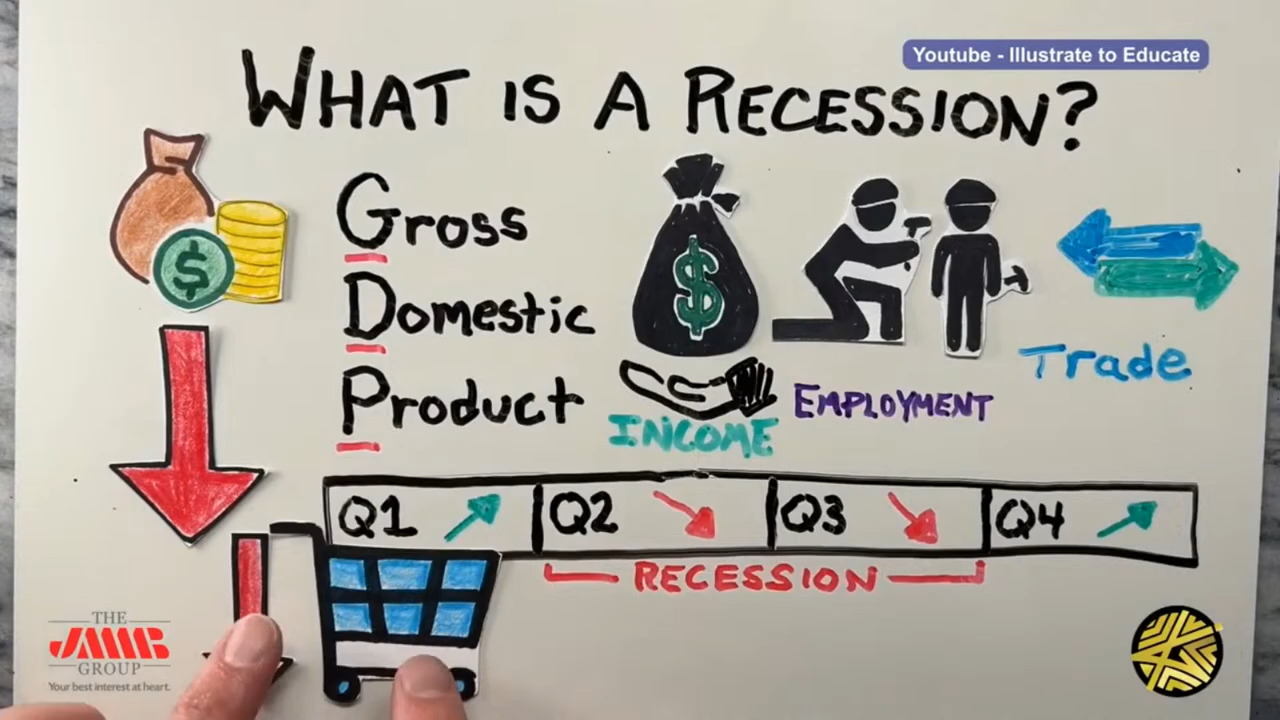 Youtube - Illustrate to Educate
WHAT IS A RECESSION?
Gross
Domestic
Product
$
$
INCOME
EMPLOYMENT
Trade
Q1
Q2
Q3
Q4
RECESSION
THE
JMMB
GROUP
Your best interest at heart.